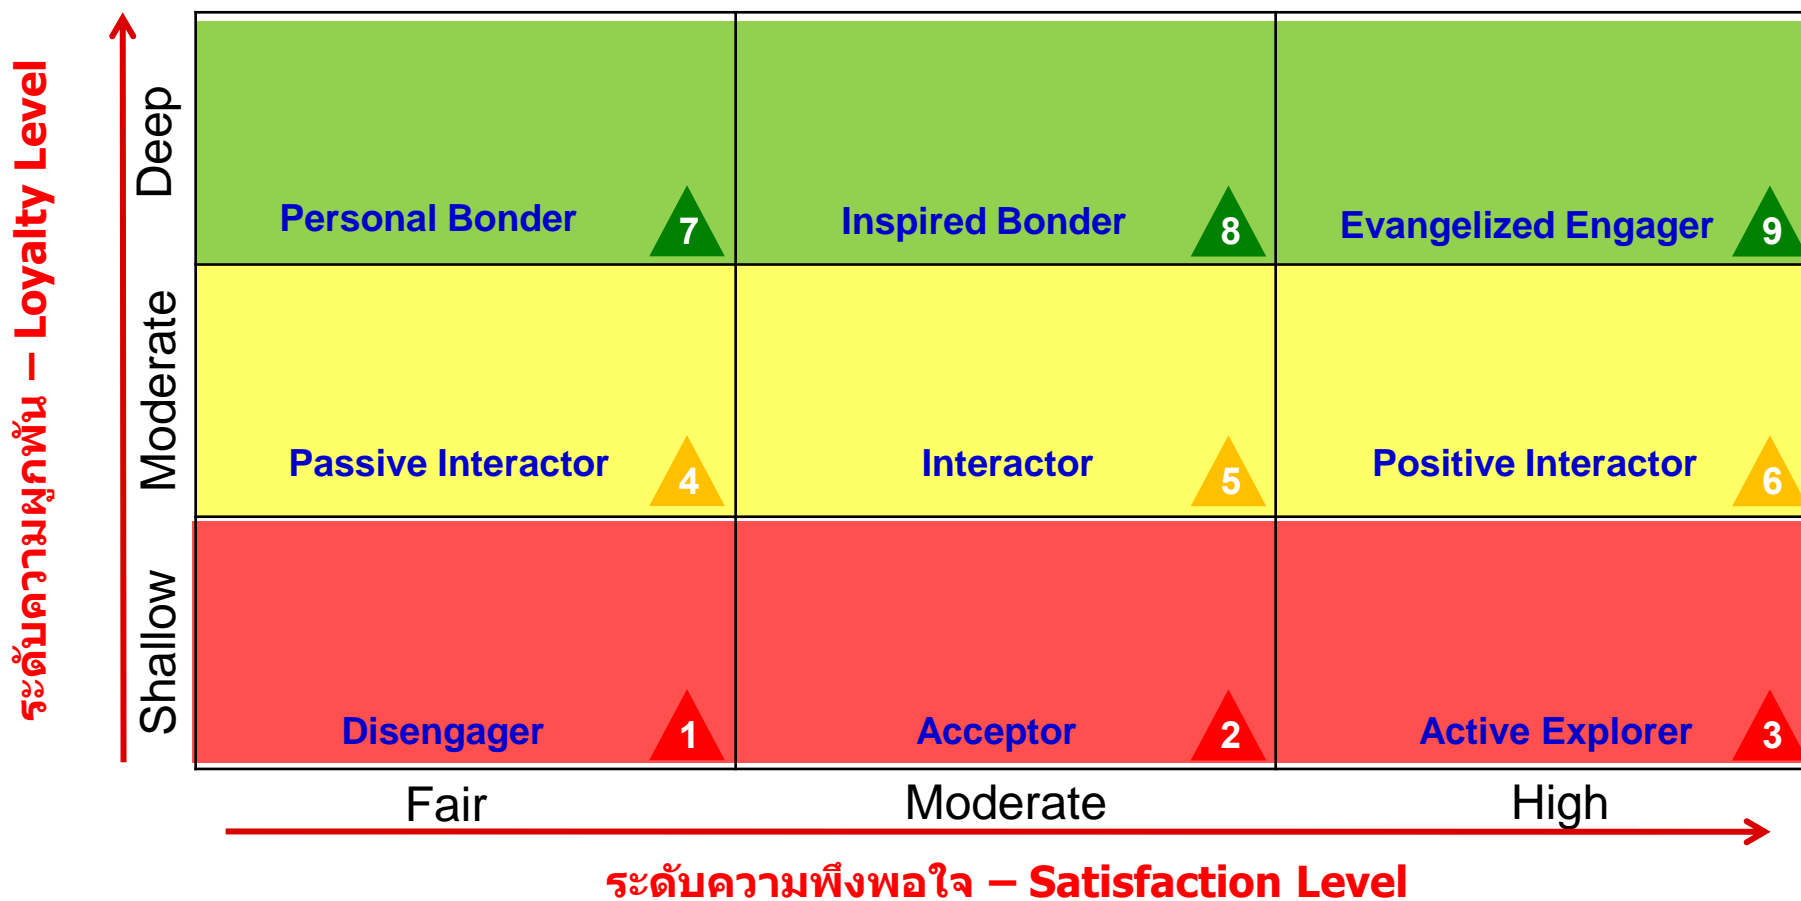 ระดับความผูกพัน – Loyalty Level
Deep
Personal Bonder 7
Inspired Bonder 8
Evangelized Engager 9
Moderate
Passive Interactor 4
Interactor 5
Positive Interactor 6
Shallow
Disengager 1
Acceptor 2
Active Explorer 3
Fair
Moderate
High
ระดับความพึงพอใจ – Satisfaction Level